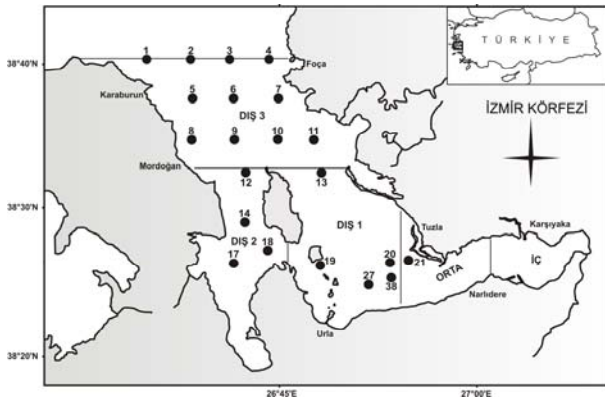 TÜRKİYE
İZMİR KÖRFEZİ
38°40'N
1 2 3 4
Foça
Karaburun
5 6 7
DIŞ 3
8 9 10 11
Mordoğan
12 13
38°30'N
14
DIŞ 1
Tuzla
Karşıyaka
DIŞ 2
17 18
19 20 21
27 38
ORTA
İÇ
Narlıdere
Urla
38°20'N
26°45'E
27°00'E